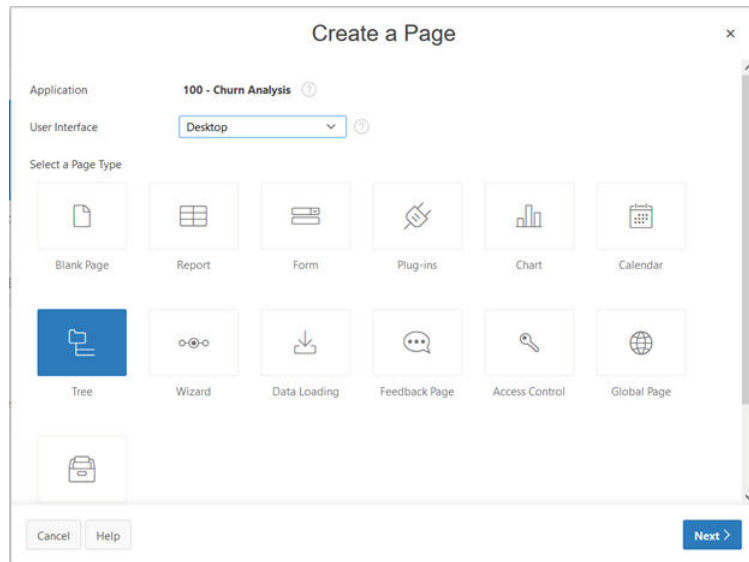 Create a Page
Application 100 - Churn Analysis
User Interface Desktop
Select a Page Type
Blank Page Report Form Plug-ins Chart Calendar
Tree Wizard Data Loading Feedback Page Access Control Global Page
Cancel Help Next